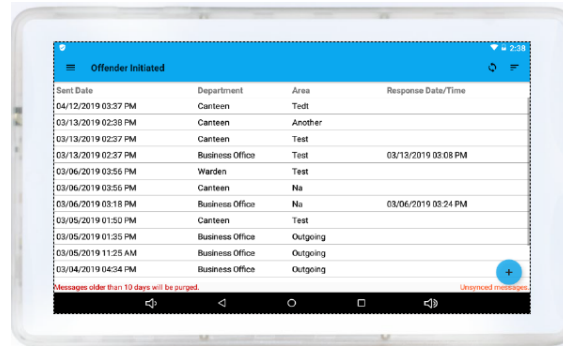 2:38
Offender Initiated
Sent Date Department Area Response Date/Time
04/12/2019 03:37 PM Canteen Tedt
03/13/2019 02:38 PM Canteen Another
03/13/2019 02:37 PM Canteen Test
03/13/2019 02:37 PM Business Office Test 03/13/2019 03:08 PM
03/06/2019 03:56 PM Warden Test
03/06/2019 03:56 PM Canteen Na
03/06/2019 03:18 PM Business Office Na 03/06/2019 03:24 PM
03/05/2019 01:50 PM Canteen Test
03/05/2019 01:35 PM Business Office Outgoing
03/05/2019 11:25 AM Business Office Outgoing
03/04/2019 04:34 PM Business Office Outgoing
Messages older than 10 days will be purged. Unsynced messages.